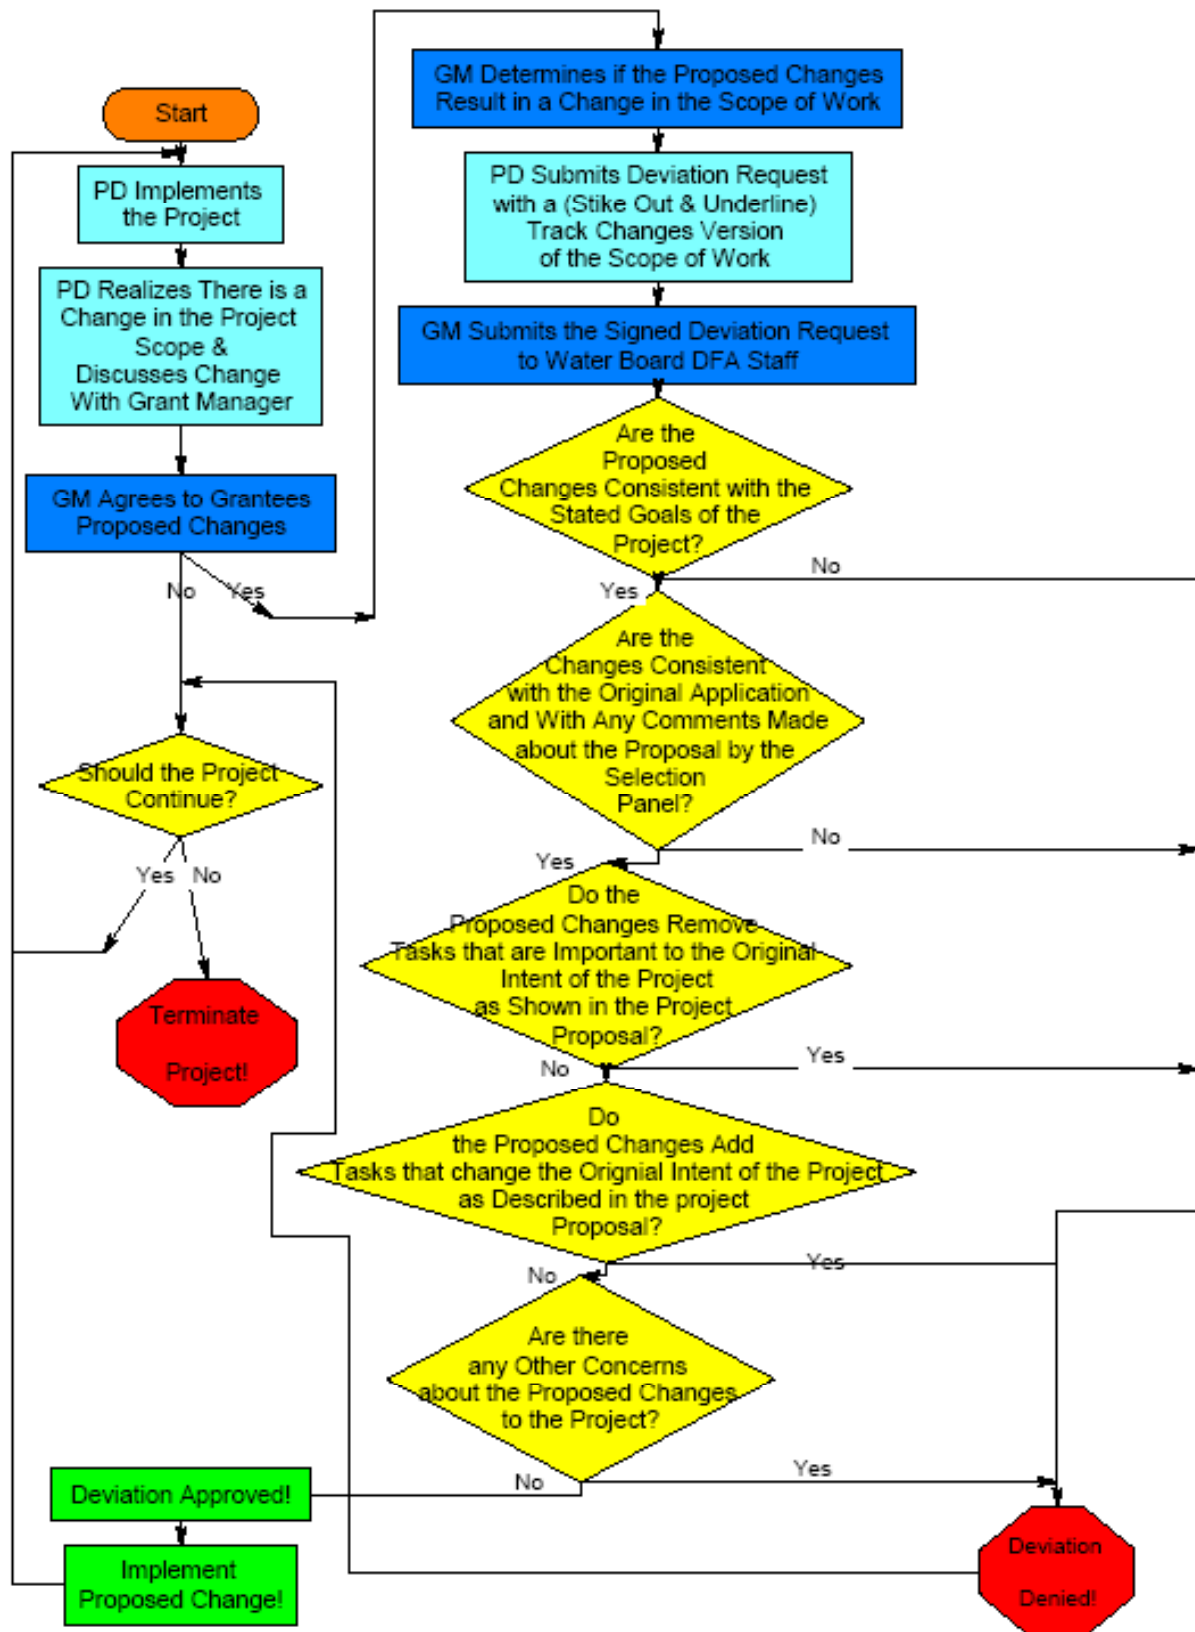 Start
PD Implements
the Project
PD Realizes There is a
Change in the Project
Scope &
Discusses Change
With Grant Manager
GM Agrees to Grantees
Proposed Changes
No
Yes
Should the Project
Continue?
Yes
No
Terminate
Project!
GM Determines if the Proposed Changes
Result in a Change in the Scope of Work
PD Submits Deviation Request
with a (Stike Out & Underline)
Track Changes Version
of the Scope of Work
GM Submits the Signed Deviation Request
to Water Board DFA Staff
Are the
Proposed
Changes Consistent with the
Stated Goals of the
Project?
No
Yes
Are the
Changes Consistent
with the Original Application
and With Any Comments Made
about the Proposal by the
Selection
Panel?
No
Yes
Do the
Proposed Changes Remove
Tasks that are Important to the Original
Intent of the Project
as Shown in the Project
Proposal?
Yes
No
Do
the Proposed Changes Add
Tasks that change the Orignial Intent of the Project
as Described in the project
Proposal?
Yes
No
Are there
any Other Concerns
about the Proposed Changes
to the Project?
Yes
No
Deviation Approved!
Implement
Proposed Change!
Deviation
Denied!